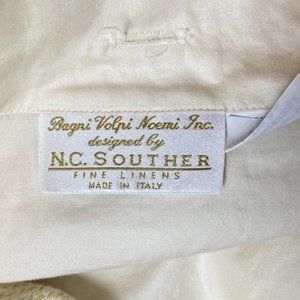 Bagni Volpi Noemi Inc.
designed by
N.C. SOUTHER
FINE LINENS
MADE IN ITALY